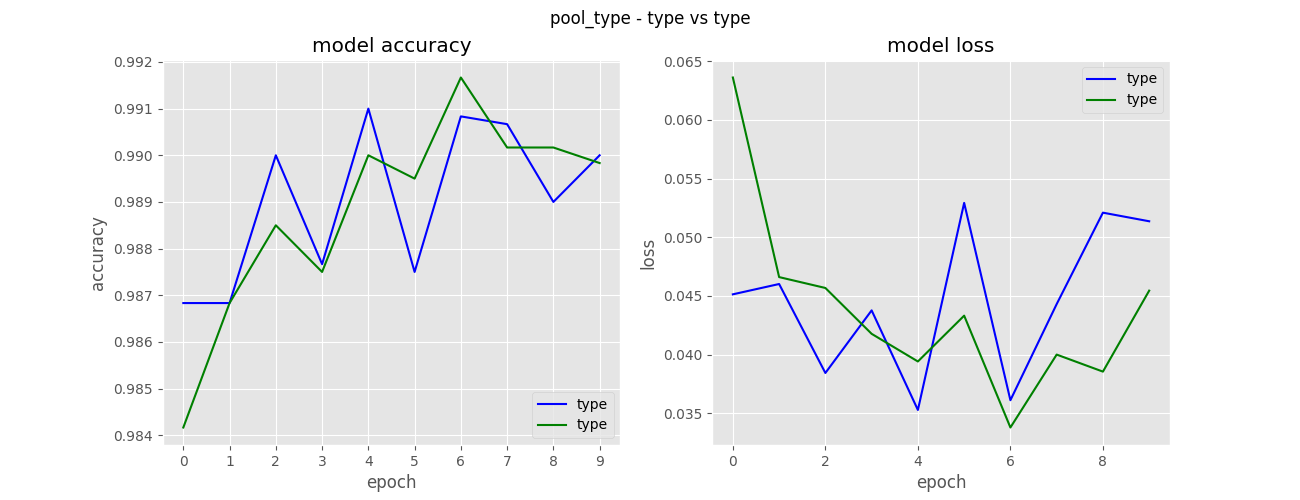 pool_type - type vs type
model accuracy
0.992
0.991
0.990
0.989
0.988
0.987
0.986
0.985
0.984
accuracy
0 1 2 3 4 5 6 7 8 9
epoch
type
type
model loss
0.065
0.060
0.055
0.050
0.045
0.040
0.035
loss
0 2 4 6 8
epoch
type
type